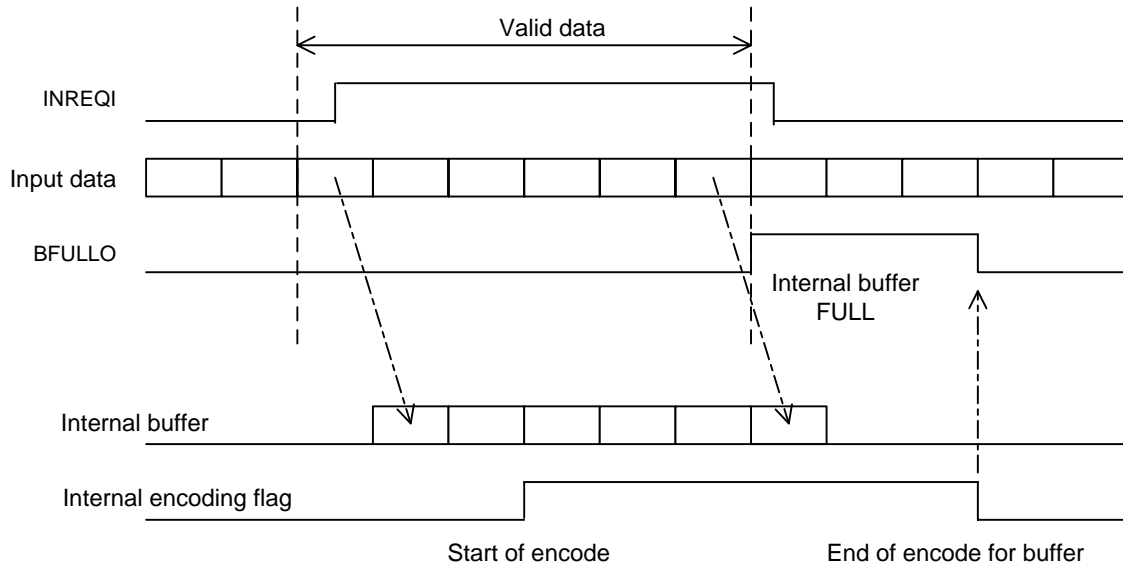 Valid data
INREQI
Input data
BFULLO
Internal buffer
FULL
Internal buffer
Internal encoding flag
Start of encode
End of encode for buffer